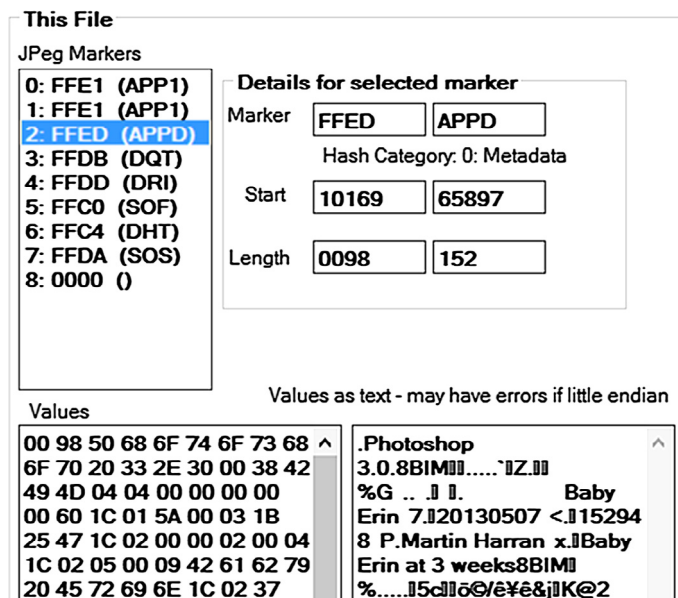 This File
JPeg Markers
0: FFE1 (APP1)
1: FFE1 (APP1)
2: FFED (APPD)
3: FFDB (DQT)
4: FFDD (DRI)
5: FFC0 (SOF)
6: FFC4 (DHT)
7: FFDA (SOS)
8: 0000 ()
Details for selected marker
Marker FFED APPD
Hash Category: 0: Metadata
Start 10169 65897
Length 0098 152
Values
00 98 50 68 6F 74 6F 73 68
6F 70 20 33 2E 30 00 38 42
49 4D 04 04 00 00 00 00
00 60 1C 01 5A 00 03 1B
25 47 1C 02 00 00 02 00 04
1C 02 05 00 09 42 61 62 79
20 45 72 69 6E 1C 02 37
Values as text - may have errors if little endian
.Photoshop
3.0.8BIM.....`Z.
%G .. . . Baby
Erin 7.20130507 <.15294
8 P.Martin Harran x.Baby
Erin at 3 weeks8BIM
%.....5cõ©/ê¥ê&jK@2